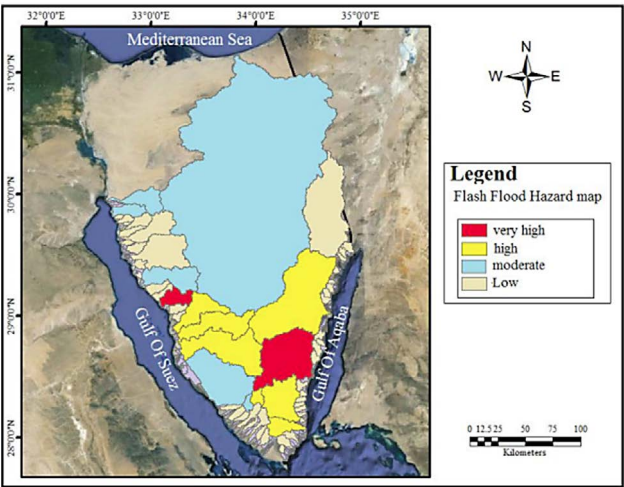 32°0'0"E 33°0'0"E 34°0'0"E 35°0'0"E
Mediterranean Sea
31°0'0"N
30°0'0"N
29°0'0"N
28°0'0"N
Gulf Of Suez
Gulf Of Aqaba
N
W E
S
Legend
Flash Flood Hazard map
very high
high
moderate
Low
0 12.5 25 50 75 100
Kilometers